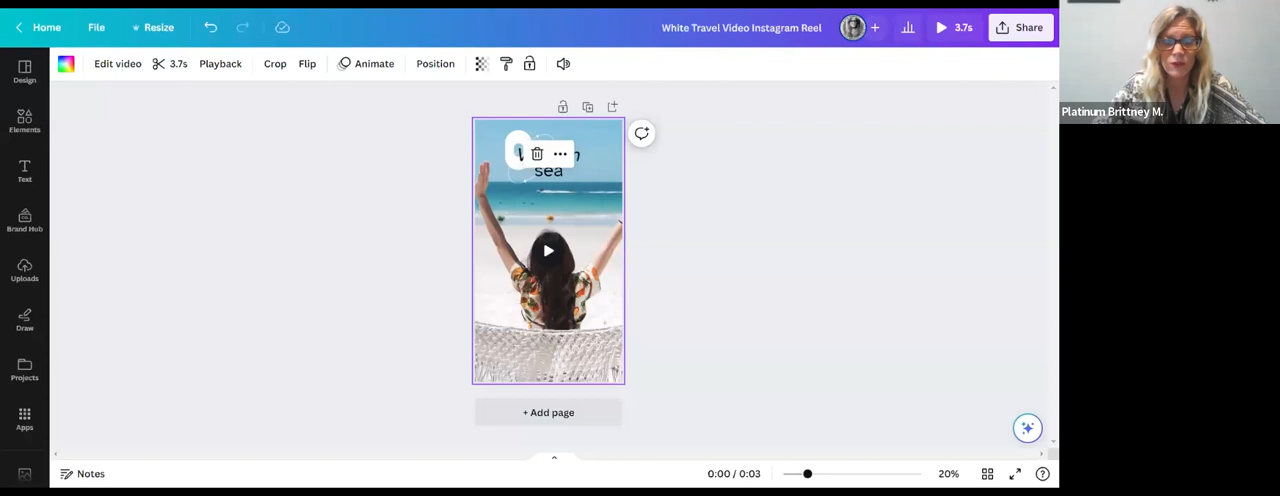 Home
File
Resize
White Travel Video Instagram Reel
+
3.7s
Share
Edit video
3.7s
Playback
Crop
Flip
Animate
Position
Platinum Brittney M.
Design
Elements
Text
Brand Hub
Uploads
Draw
Projects
Apps
sea
+ Add page
Notes
0:00 / 0:03
20%